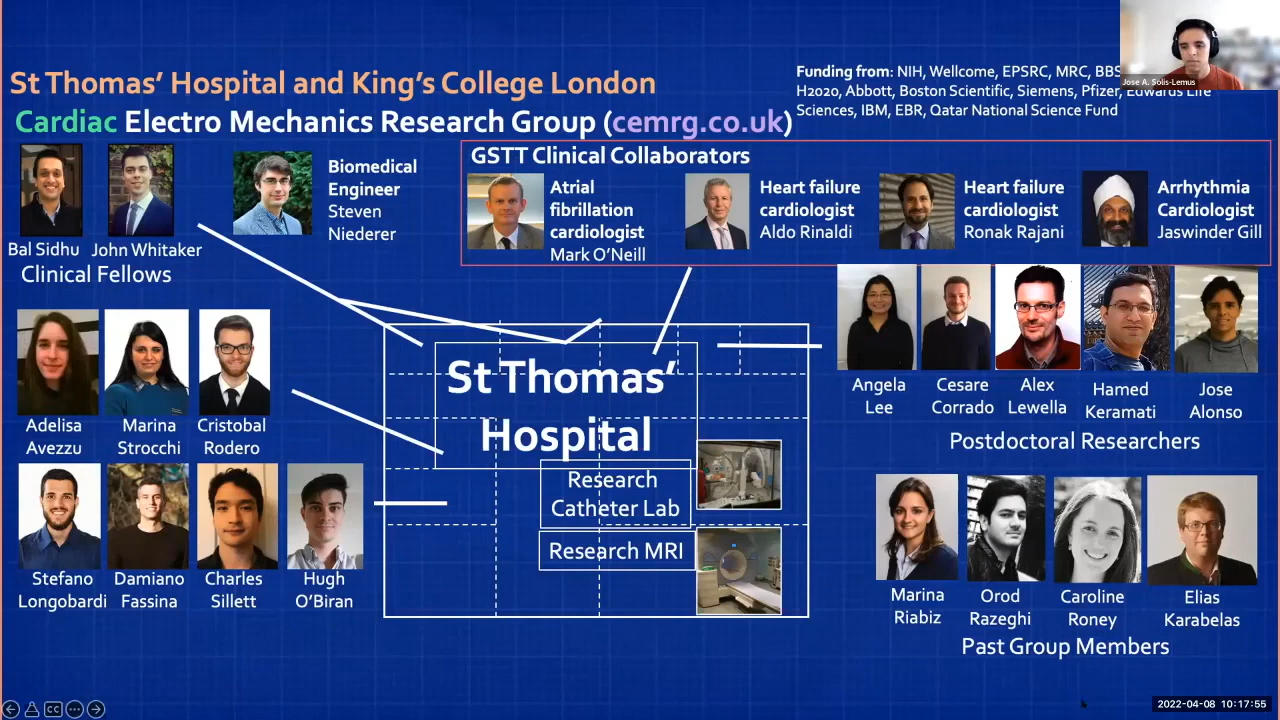 St Thomas' Hospital and King's College London
Cardiac Electro Mechanics Research Group (cemrg.co.uk)
Funding from: NIH, Wellcome, EPSRC, MRC, BBS
H2020, Abbott, Boston Scientific, Siemens, Pfizer, Edwards Life
Sciences, IBM, EBR, Qatar National Science Fund
Jose A. Solis-Lemus
Bal Sidhu
John Whitaker
Clinical Fellows
Biomedical
Engineer
Steven
Niederer
GSTT Clinical Collaborators
Atrial
fibrillation
cardiologist
Mark O'Neill
Heart failure
cardiologist
Aldo Rinaldi
Heart failure
cardiologist
Ronak Rajani
Arrhythmia
Cardiologist
Jaswinder Gill
Adelisa
Avezzu
Marina
Strocchi
Cristobal
Rodero
Stefano
Longobardi
Damiano
Fassina
Charles
Sillett
Hugh
O'Biran
St Thomas'
Hospital
Research
Catheter Lab
Research MRI
Angela
Lee
Cesare
Corrado
Alex
Lewella
Hamed
Keramati
Jose
Alonso
Postdoctoral Researchers
Marina
Riabiz
Orod
Razeghi
Caroline
Roney
Elias
Karabelas
Past Group Members
CC
2022-04-08 10:17:55